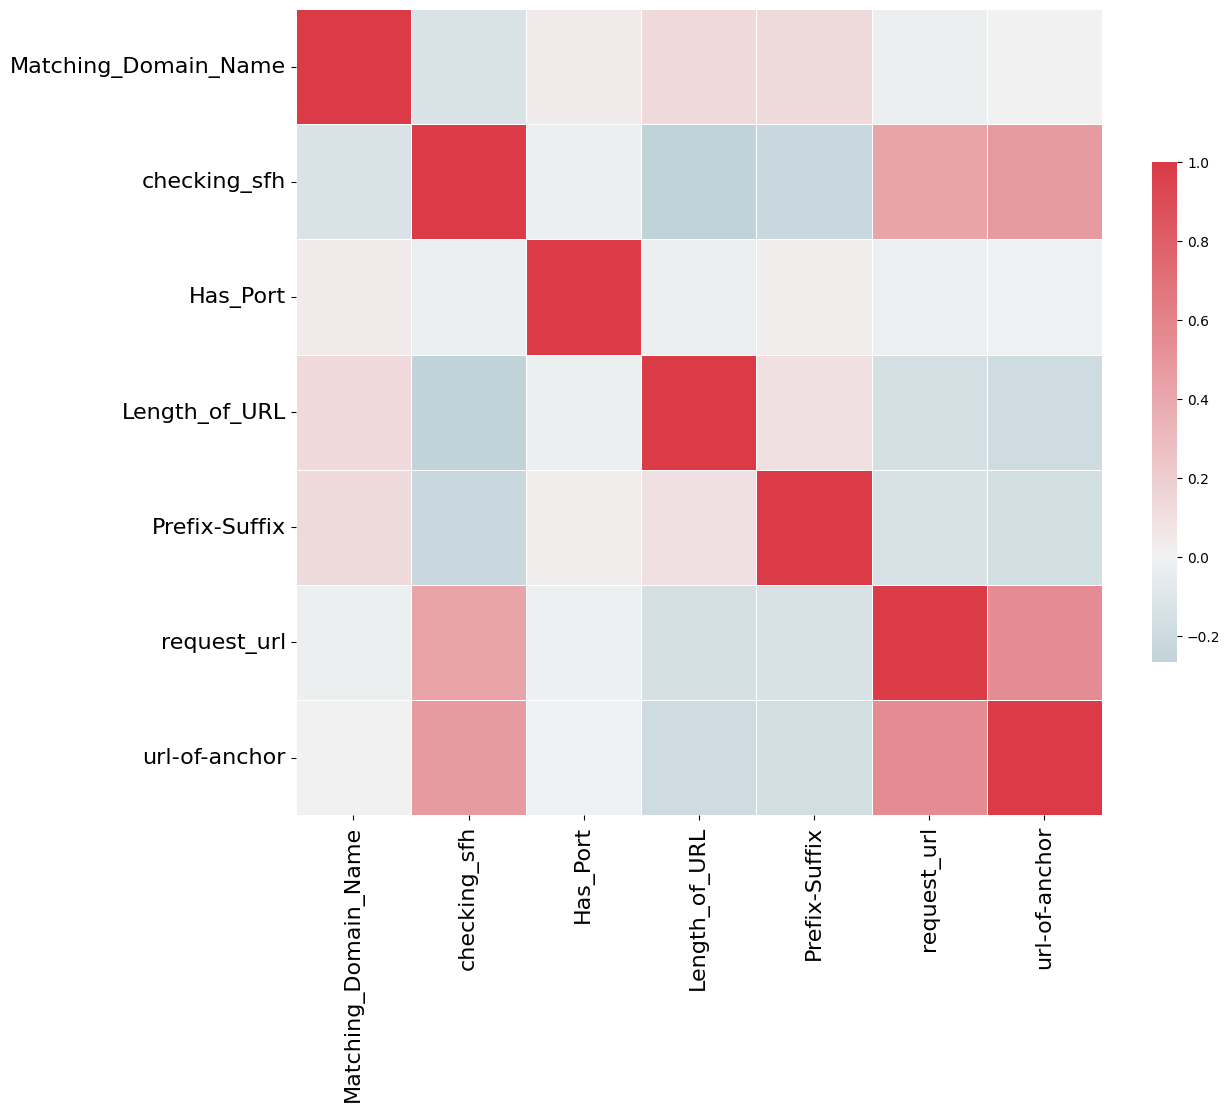 Matching_Domain_Name
checking_sfh
Has_Port
Length_of_URL
Prefix-Suffix
request_url
url-of-anchor
1.0
0.8
0.6
0.4
0.2
0.0
−0.2
Matching_Domain_Name
checking_sfh
Has_Port
Length_of_URL
Prefix-Suffix
request_url
url-of-anchor